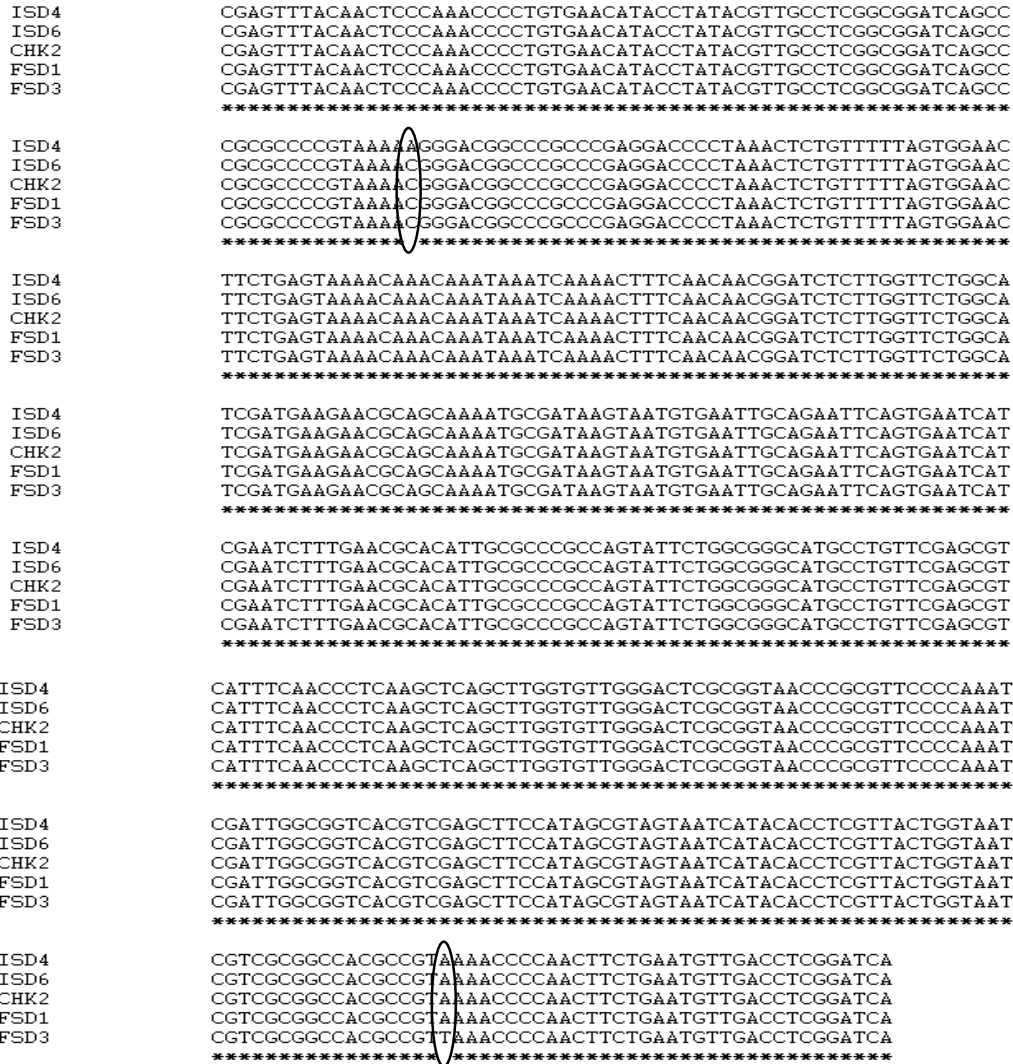 ISD4 CGAGTTTACAACTCCCAAACCCCTGTGAACATACCTATACGTTGCCTCGGCGGATCAGCC
ISD6 CGAGTTTACAACTCCCAAACCCCTGTGAACATACCTATACGTTGCCTCGGCGGATCAGCC
CHK2 CGAGTTTACAACTCCCAAACCCCTGTGAACATACCTATACGTTGCCTCGGCGGATCAGCC
FSD1 CGAGTTTACAACTCCCAAACCCCTGTGAACATACCTATACGTTGCCTCGGCGGATCAGCC
FSD3 CGAGTTTACAACTCCCAAACCCCTGTGAACATACCTATACGTTGCCTCGGCGGATCAGCC
************************************************************
ISD4 CGCGCCCCGTAAAAAGGGACGGCCCGCCCGAGGACCCCTAAACTCTGTTTTTAGTGGAAC
ISD6 CGCGCCCCGTAAAACGGGACGGCCCGCCCGAGGACCCCTAAACTCTGTTTTTAGTGGAAC
CHK2 CGCGCCCCGTAAAACGGGACGGCCCGCCCGAGGACCCCTAAACTCTGTTTTTAGTGGAAC
FSD1 CGCGCCCCGTAAAACGGGACGGCCCGCCCGAGGACCCCTAAACTCTGTTTTTAGTGGAAC
FSD3 CGCGCCCCGTAAAACGGGACGGCCCGCCCGAGGACCCCTAAACTCTGTTTTTAGTGGAAC
************** *********************************************
ISD4 TTCTGAGTAAAACAAACAAATAAATCAAAACTTTCAACAACGGATCTCTTGGTTCTGGCA
ISD6 TTCTGAGTAAAACAAACAAATAAATCAAAACTTTCAACAACGGATCTCTTGGTTCTGGCA
CHK2 TTCTGAGTAAAACAAACAAATAAATCAAAACTTTCAACAACGGATCTCTTGGTTCTGGCA
FSD1 TTCTGAGTAAAACAAACAAATAAATCAAAACTTTCAACAACGGATCTCTTGGTTCTGGCA
FSD3 TTCTGAGTAAAACAAACAAATAAATCAAAACTTTCAACAACGGATCTCTTGGTTCTGGCA
************************************************************
ISD4 TCGATGAAGAACGCAGCAAAATGCGATAAGTAATGTGAATTGCAGAATTCAGTGAATCAT
ISD6 TCGATGAAGAACGCAGCAAAATGCGATAAGTAATGTGAATTGCAGAATTCAGTGAATCAT
CHK2 TCGATGAAGAACGCAGCAAAATGCGATAAGTAATGTGAATTGCAGAATTCAGTGAATCAT
FSD1 TCGATGAAGAACGCAGCAAAATGCGATAAGTAATGTGAATTGCAGAATTCAGTGAATCAT
FSD3 TCGATGAAGAACGCAGCAAAATGCGATAAGTAATGTGAATTGCAGAATTCAGTGAATCAT
************************************************************
ISD4 CGAATCTTTGAACGCACATTGCGCCCGCCAGTATTCTGGCGGGCATGCCTGTTCGAGCGT
ISD6 CGAATCTTTGAACGCACATTGCGCCCGCCAGTATTCTGGCGGGCATGCCTGTTCGAGCGT
CHK2 CGAATCTTTGAACGCACATTGCGCCCGCCAGTATTCTGGCGGGCATGCCTGTTCGAGCGT
FSD1 CGAATCTTTGAACGCACATTGCGCCCGCCAGTATTCTGGCGGGCATGCCTGTTCGAGCGT
FSD3 CGAATCTTTGAACGCACATTGCGCCCGCCAGTATTCTGGCGGGCATGCCTGTTCGAGCGT
************************************************************
ISD4 CATTTCAACCCTCAAGCTCAGCTTGGTGTTGGGACTCGCGGTAACCCGCGTTCCCCAAAT
ISD6 CATTTCAACCCTCAAGCTCAGCTTGGTGTTGGGACTCGCGGTAACCCGCGTTCCCCAAAT
CHK2 CATTTCAACCCTCAAGCTCAGCTTGGTGTTGGGACTCGCGGTAACCCGCGTTCCCCAAAT
FSD1 CATTTCAACCCTCAAGCTCAGCTTGGTGTTGGGACTCGCGGTAACCCGCGTTCCCCAAAT
FSD3 CATTTCAACCCTCAAGCTCAGCTTGGTGTTGGGACTCGCGGTAACCCGCGTTCCCCAAAT
************************************************************
ISD4 CGATTGGCGGTCACGTCGAGCTTCCATAGCGTAGTAATCATACACCTCGTTACTGGTAAT
ISD6 CGATTGGCGGTCACGTCGAGCTTCCATAGCGTAGTAATCATACACCTCGTTACTGGTAAT
CHK2 CGATTGGCGGTCACGTCGAGCTTCCATAGCGTAGTAATCATACACCTCGTTACTGGTAAT
FSD1 CGATTGGCGGTCACGTCGAGCTTCCATAGCGTAGTAATCATACACCTCGTTACTGGTAAT
FSD3 CGATTGGCGGTCACGTCGAGCTTCCATAGCGTAGTAATCATACACCTCGTTACTGGTAAT
************************************************************
ISD4 CGTCGCGGCCACGCCGTAAAACCCCAACTTCTGAATGTTGACCTCGGATCA
ISD6 CGTCGCGGCCACGCCGTAAAACCCCAACTTCTGAATGTTGACCTCGGATCA
CHK2 CGTCGCGGCCACGCCGTAAAACCCCAACTTCTGAATGTTGACCTCGGATCA
FSD1 CGTCGCGGCCACGCCGTAAAACCCCAACTTCTGAATGTTGACCTCGGATCA
FSD3 CGTCGCGGCCACGCCGTTAAACCCCAACTTCTGAATGTTGACCTCGGATCA
***************** *********************************